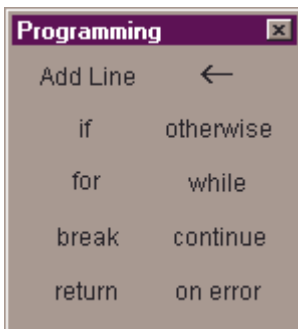 Programming
Add Line ←
if otherwise
for while
break continue
return on error